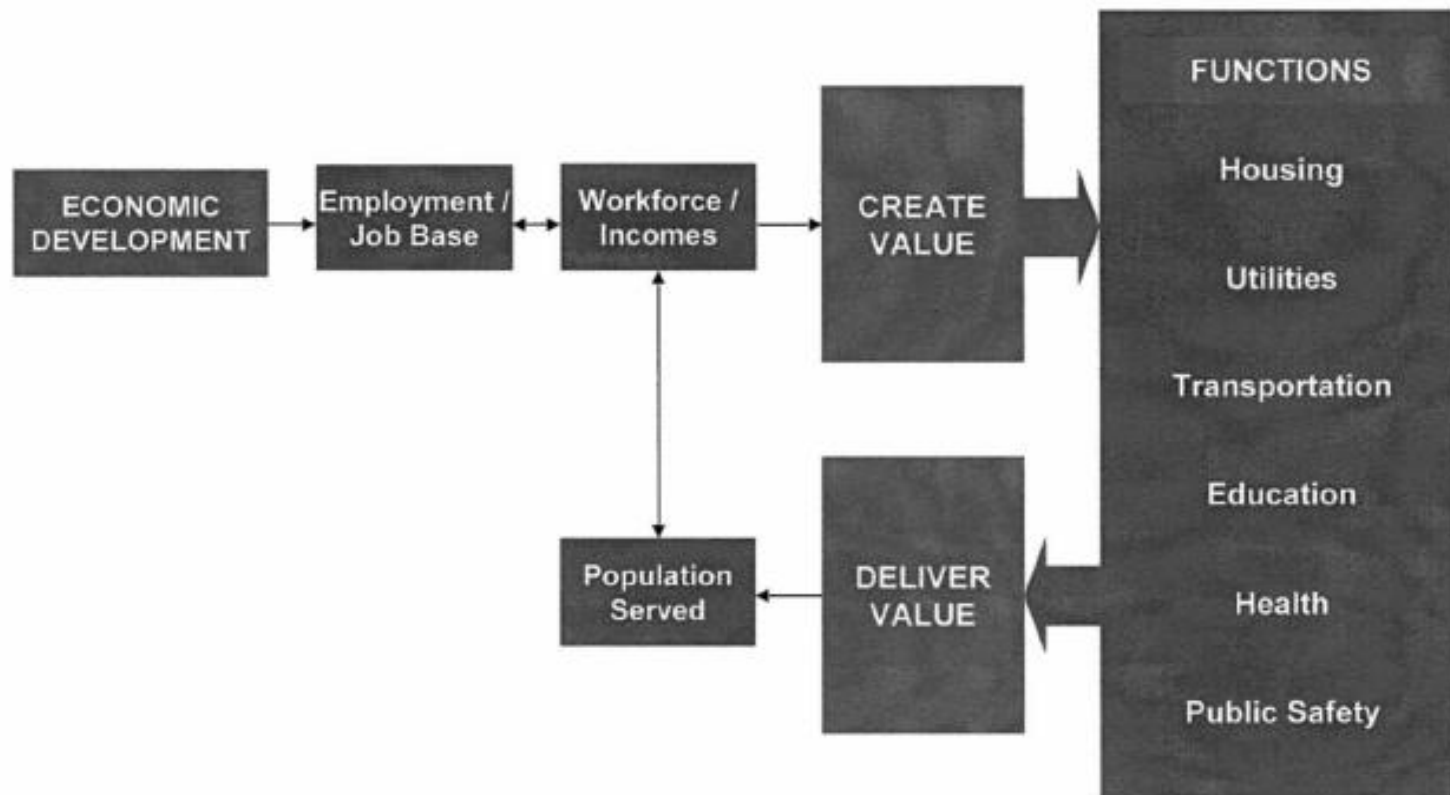 ECONOMIC
DEVELOPMENT
Employment /
Job Base
Workforce /
Incomes
CREATE
VALUE
FUNCTIONS
Housing
Utilities
Transportation
Education
Health
Public Safety
DELIVER
VALUE
Population
Served